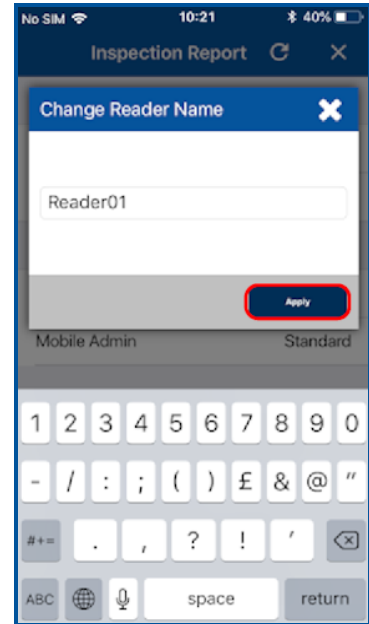 No SIM 10:21 40%
Inspection Report
Change Reader Name
Reader01
Apply
Mobile Admin Standard
1 2 3 4 5 6 7 8 9 0
- / : ; ( ) £ & @ "
#+= . , ? ! ' 
ABC space return